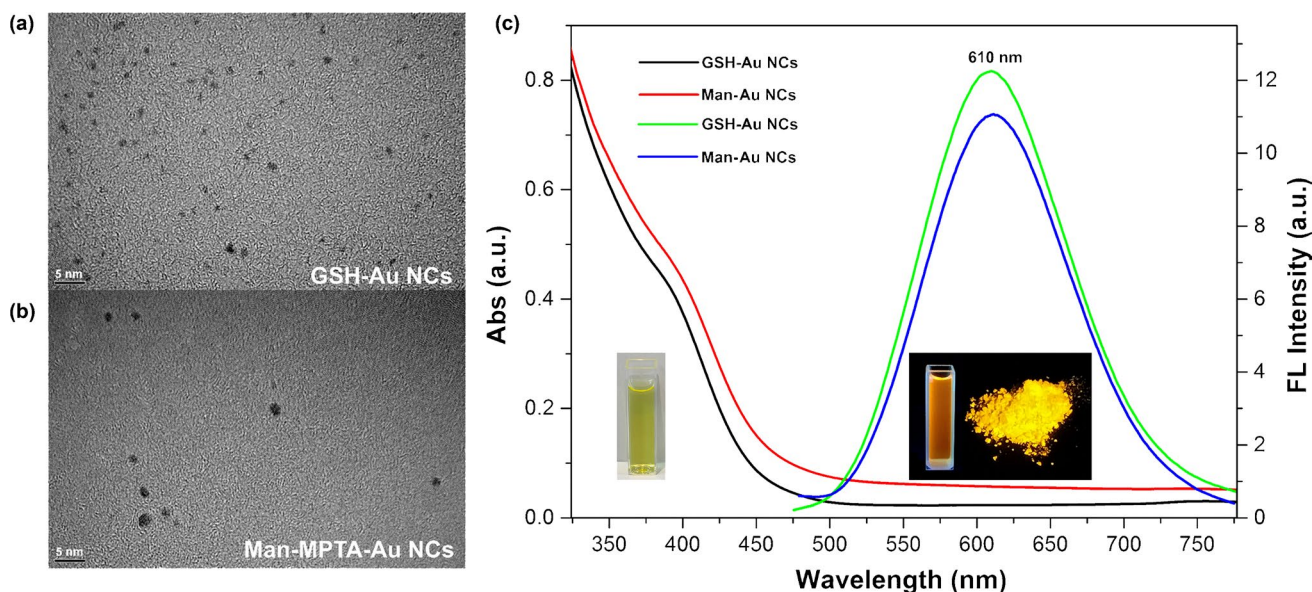 (a)
5 nm
GSH-Au NCs
(b)
5 nm
Man-MPTA-Au NCs
(c)
610 nm
GSH-Au NCs
Man-Au NCs
GSH-Au NCs
Man-Au NCs
Abs (a.u.)
0.8
0.6
0.4
0.2
0.0
FL Intensity (a.u.)
12
10
8
6
4
2
0
350 400 450 500 550 600 650 700 750
Wavelength (nm)